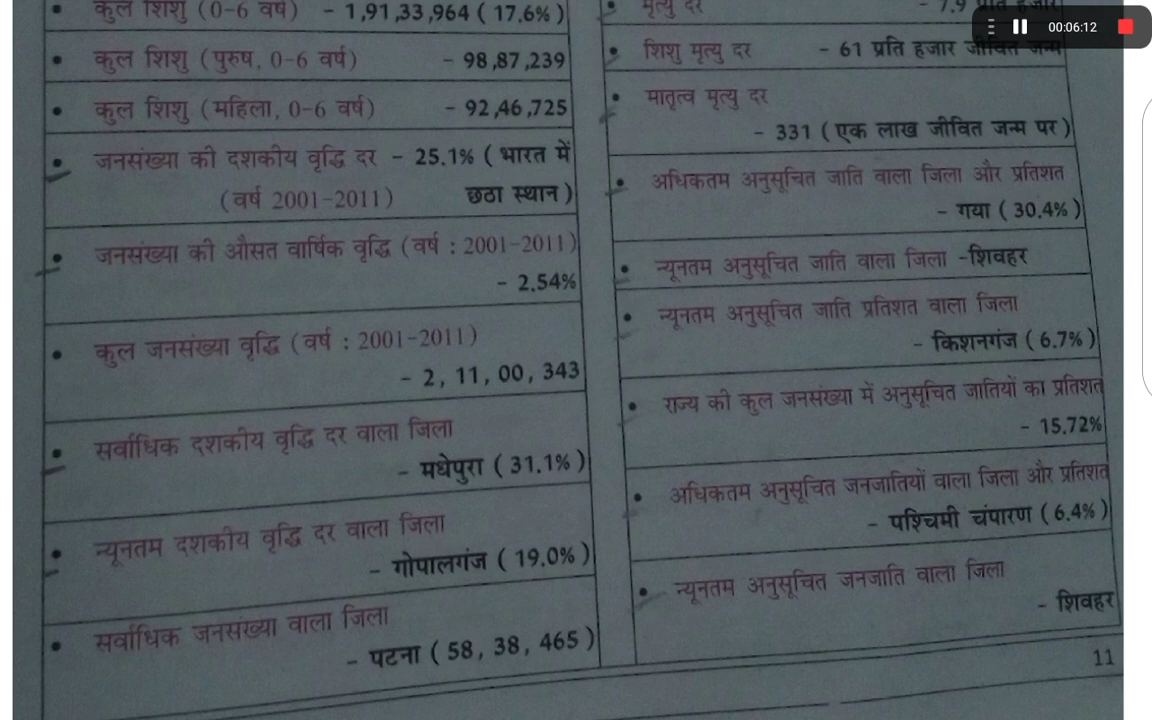 कुल शिशु (0-6 वर्ष) - 1,91,33,964 ( 17.6% )
कुल शिशु (पुरुष, 0-6 वर्ष) - 98,87,239
कुल शिशु (महिला, 0-6 वर्ष) - 92,46,725
जनसंख्या की दशकीय वृद्धि दर - 25.1% ( भारत में
(वर्ष 2001-2011) छठा स्थान )
जनसंख्या की औसत वार्षिक वृद्धि (वर्ष : 2001-2011)
- 2.54%
कुल जनसंख्या वृद्धि (वर्ष : 2001-2011)
- 2, 11, 00, 343
सर्वाधिक दशकीय वृद्धि दर वाला जिला
- मधेपुरा ( 31.1% )
न्यूनतम दशकीय वृद्धि दर वाला जिला
- गोपालगंज ( 19.0% )
सर्वाधिक जनसंख्या वाला जिला
- पटना ( 58, 38, 465 )
मृत्यु दर - 7.9 प्रति हजार
शिशु मृत्यु दर - 61 प्रति हजार जीवित जन्म
मातृत्व मृत्यु दर
- 331 ( एक लाख जीवित जन्म पर )
अधिकतम अनुसूचित जाति वाला जिला और प्रतिशत
- गया ( 30.4% )
न्यूनतम अनुसूचित जाति वाला जिला -शिवहर
न्यूनतम अनुसूचित जाति प्रतिशत वाला जिला
- किशनगंज ( 6.7% )
राज्य की कुल जनसंख्या में अनुसूचित जातियों का प्रतिशत
- 15.72%
अधिकतम अनुसूचित जनजातियों वाला जिला और प्रतिशत
- पश्चिमी चंपारण ( 6.4% )
न्यूनतम अनुसूचित जनजाति वाला जिला
- शिवहर
11
00:06:12